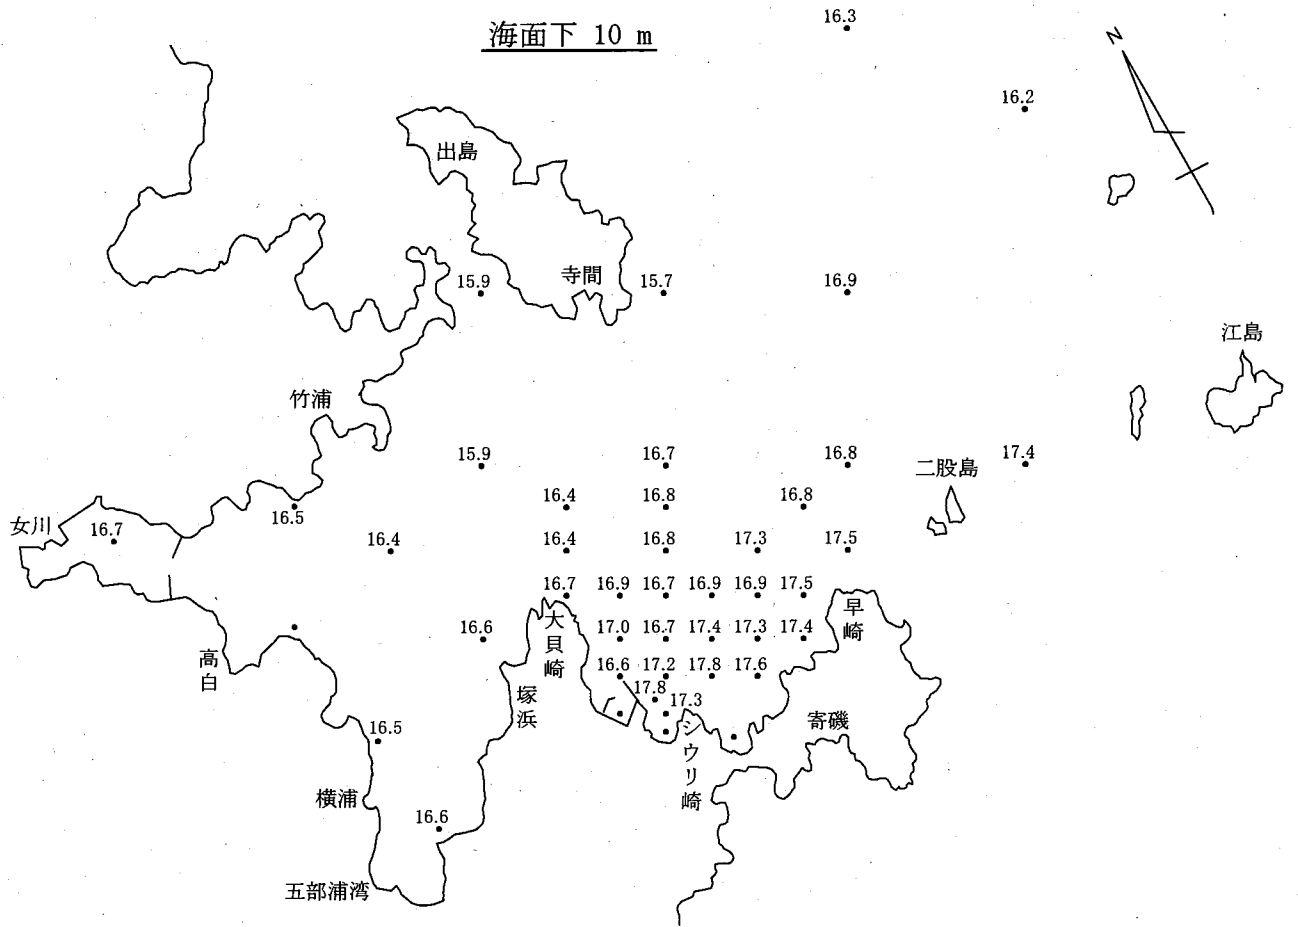 海面下 10 m
16.3
N
16.2
出島
寺間
15.9
15.7
16.9
江島
竹浦
15.9
16.7
16.8
二股島
17.4
16.4
16.8
16.8
女川
16.7
16.5
16.4
16.4
16.8
17.3
17.5
16.7
16.9
16.7
16.9
16.9
17.5
大貝崎
早崎
16.6
17.0
16.7
17.4
17.3
17.4
高白
16.6
17.2
17.8
17.6
塚浜
17.8
17.3
シウリ崎
寄磯
16.5
横浦
16.6
五部浦湾